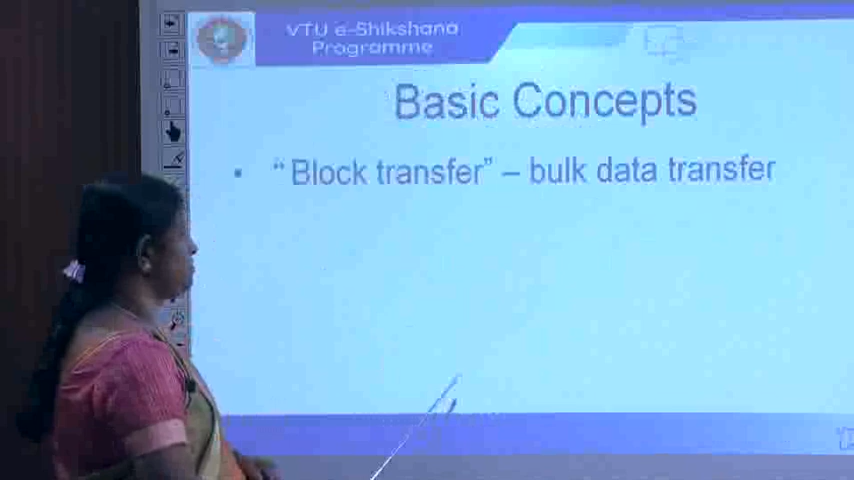 VTU e-Shikshana
Programme
Basic Concepts
• “Block transfer” – bulk data transfer